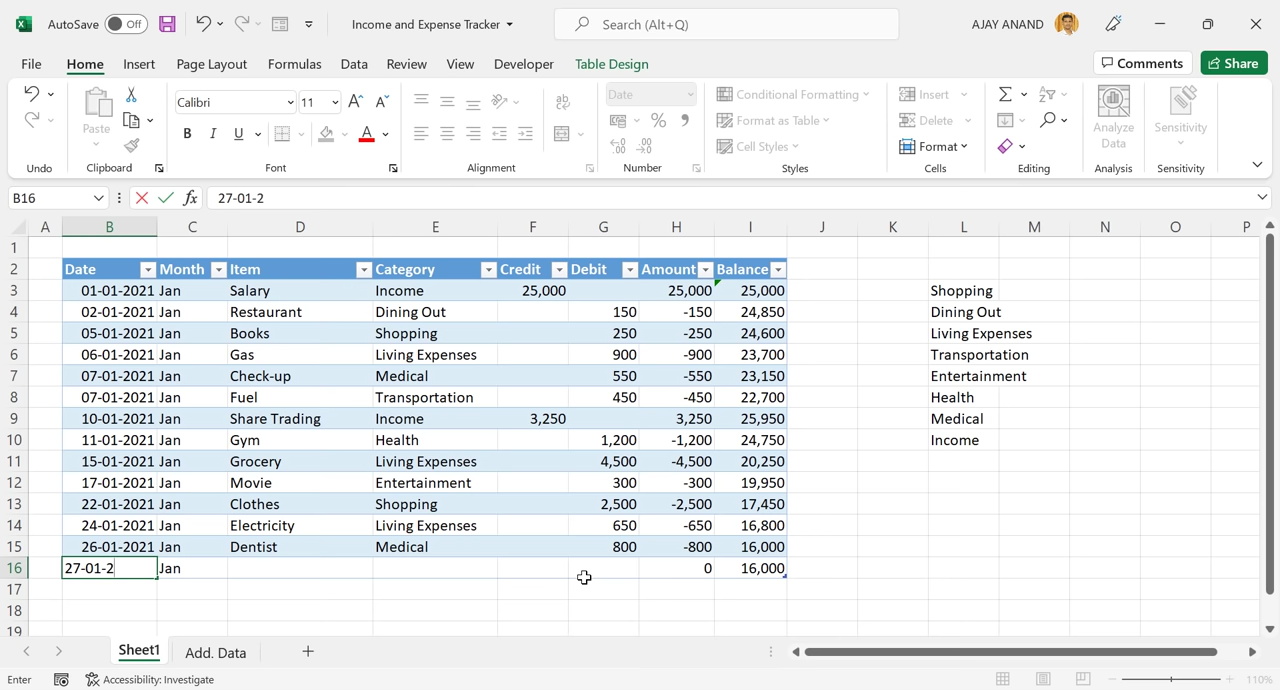 AutoSave Off Income and Expense Tracker Search (Alt+Q) AJAY ANAND
File Home Insert Page Layout Formulas Data Review View Developer Table Design Comments Share
Calibri 11 Date Conditional Formatting Insert
Paste Format as Table Delete Analyze Data Sensitivity
Cell Styles Format
Undo Clipboard Font Alignment Number Styles Cells Editing Analysis Sensitivity
B16 fx 27-01-2
A B C D E F G H I J K L M N O P
1
2 Date Month Item Category Credit Debit Amount Balance
3 01-01-2021 Jan Salary Income 25,000 25,000 25,000 Shopping
4 02-01-2021 Jan Restaurant Dining Out 150 -150 24,850 Dining Out
5 05-01-2021 Jan Books Shopping 250 -250 24,600 Living Expenses
6 06-01-2021 Jan Gas Living Expenses 900 -900 23,700 Transportation
7 07-01-2021 Jan Check-up Medical 550 -550 23,150 Entertainment
8 07-01-2021 Jan Fuel Transportation 450 -450 22,700 Health
9 10-01-2021 Jan Share Trading Income 3,250 3,250 25,950 Medical
10 11-01-2021 Jan Gym Health 1,200 -1,200 24,750 Income
11 15-01-2021 Jan Grocery Living Expenses 4,500 -4,500 20,250
12 17-01-2021 Jan Movie Entertainment 300 -300 19,950
13 22-01-2021 Jan Clothes Shopping 2,500 -2,500 17,450
14 24-01-2021 Jan Electricity Living Expenses 650 -650 16,800
15 26-01-2021 Jan Dentist Medical 800 -800 16,000
16 27-01-2 Jan 0 16,000
17
18
19
Sheet1 Add. Data
Enter Accessibility: Investigate 110%